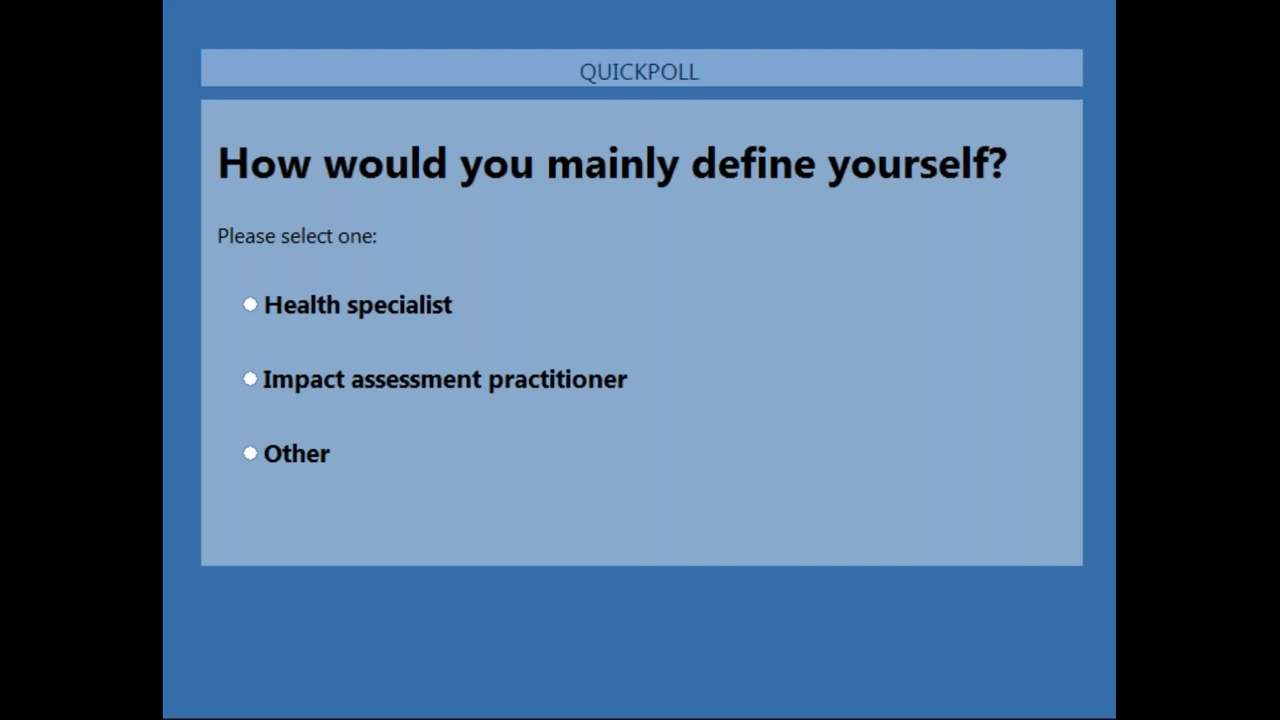 QUICKPOLL
How would you mainly define yourself?
Please select one:
Health specialist
Impact assessment practitioner
Other